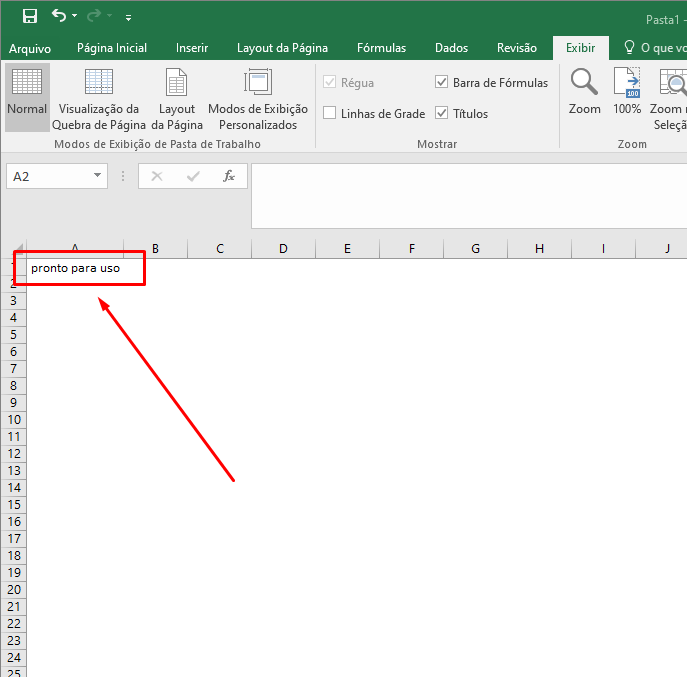 Pasta1 -
Arquivo Página Inicial Inserir Layout da Página Fórmulas Dados Revisão Exibir O que vo
Normal
Visualização da Quebra de Página
Layout da Página
Modos de Exibição Personalizados
Modos de Exibição de Pasta de Trabalho
Régua
Barra de Fórmulas
Linhas de Grade
Títulos
Mostrar
Zoom
100%
100
Zoom n
Seleçã
Zoom
A2
fx
A B C D E F G H I J
1 pronto para uso
2
3
4
5
6
7
8
9
10
11
12
13
14
15
16
17
18
19
20
21
22
23
24
25